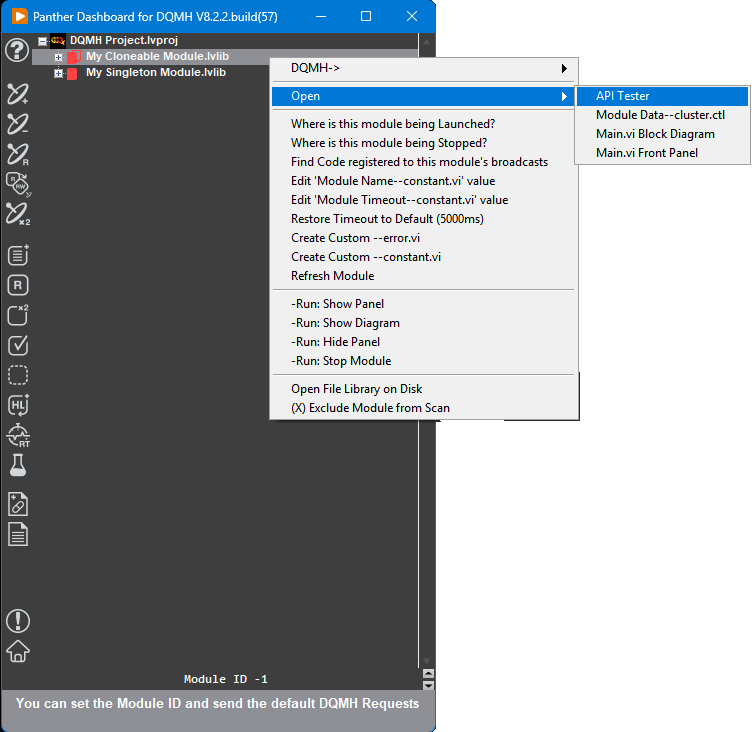 Panther Dashboard for DQMH V8.2.2.build(57)
DQMH Project.lvproj
My Cloneable Module.lvlib
My Singleton Module.lvlib
DQMH->
Open
Where is this module being Launched?
Where is this module being Stopped?
Find Code registered to this module's broadcasts
Edit 'Module Name--constant.vi' value
Edit 'Module Timeout--constant.vi' value
Restore Timeout to Default (5000ms)
Create Custom --error.vi
Create Custom --constant.vi
Refresh Module
-Run: Show Panel
-Run: Show Diagram
-Run: Hide Panel
-Run: Stop Module
Open File Library on Disk
(X) Exclude Module from Scan
API Tester
Module Data--cluster.ctl
Main.vi Block Diagram
Main.vi Front Panel
R
R
RW
x2
R
x2
HL
RT
Module ID -1
You can set the Module ID and send the default DQMH Requests